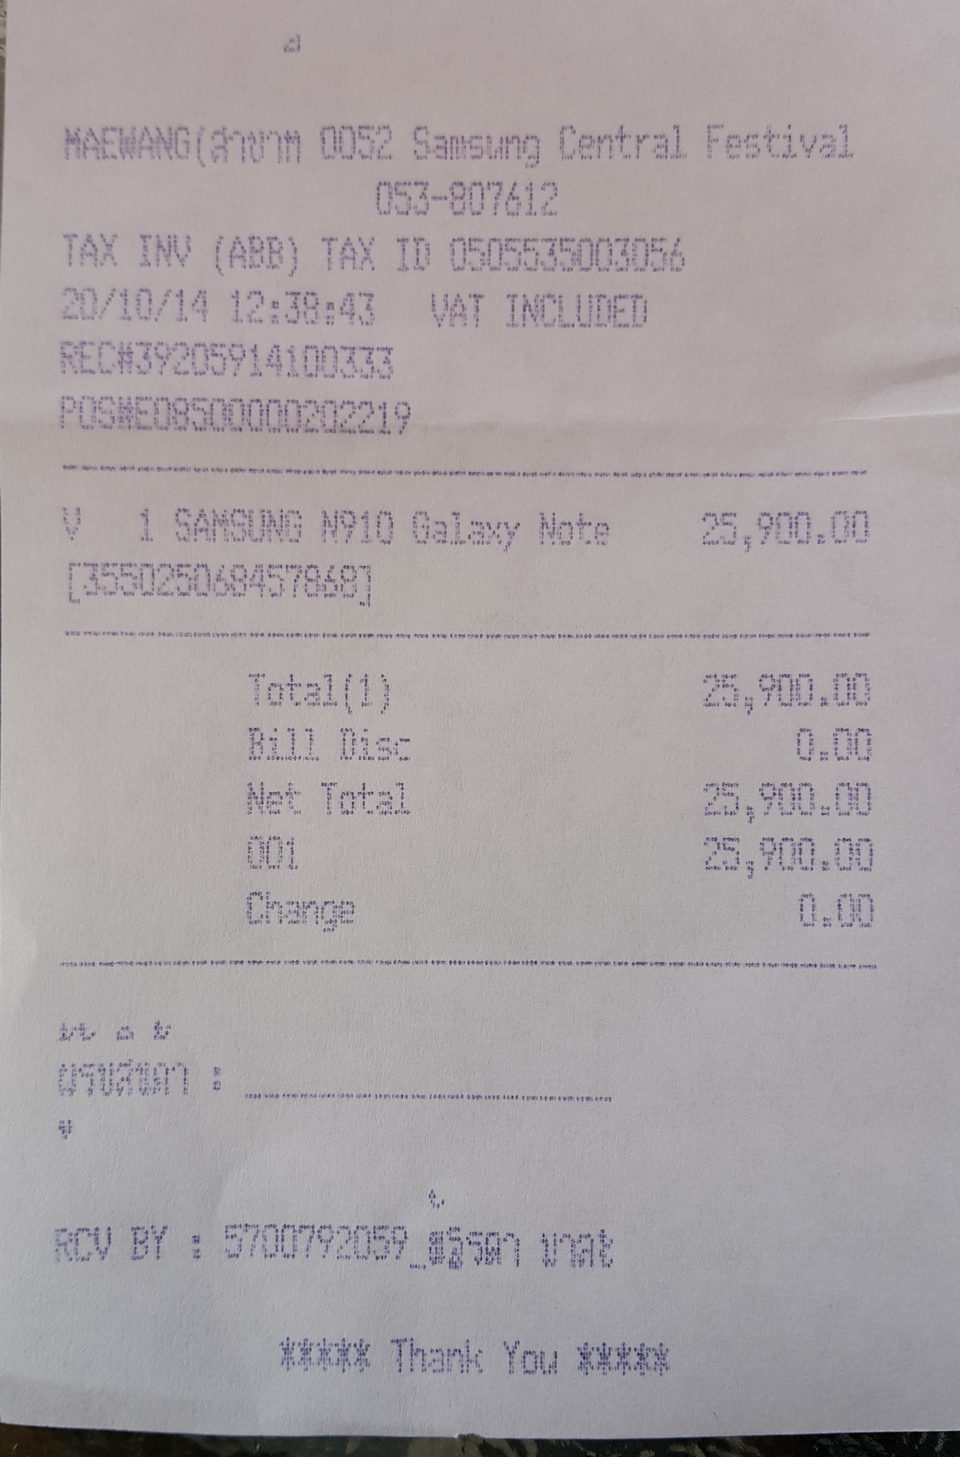 MAEWANG(สาขาที่ 0052 Samsung Central Festival
053-807612
TAX INV (ABB) TAX ID 0505535003056
20/10/14 12:38:43 VAT INCLUDED
REC#39205914100333
POS#E08500000202219
V 1 SAMSUNG N910 Galaxy Note 25,900.00
[355025068457868]
Total(1) 25,900.00
Bill Disc 0.00
Net Total 25,900.00
001 25,900.00
Change 0.00
ผู้รับสินค้า : ____________________
RCV BY : 5700792059_
***** Thank You *****